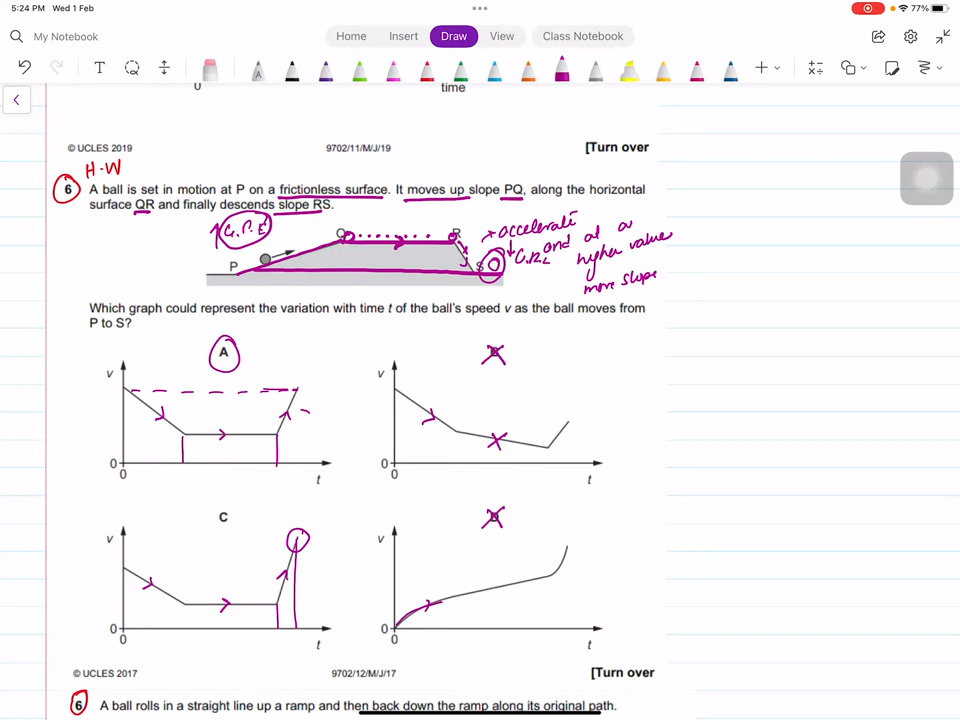 5:24 PM Wed 1 Feb
77%
My Notebook
Home Insert Draw View Class Notebook
T
A
0
time
© UCLES 2019 9702/11/M/J/19 [Turn over
H.W
6 A ball is set in motion at P on a frictionless surface. It moves up slope PQ, along the horizontal
surface QR and finally descends slope RS.
↑ G.P.E
P Q R S
→ accelerate
↓ G.P.E and at a
higher value
more slope
Which graph could represent the variation with time t of the ball's speed v as the ball moves from
P to S?
A B
v v
0 0
0 t 0 t
C D
v v
0 0
0 t 0 t
© UCLES 2017 9702/12/M/J/17 [Turn over
6 A ball rolls in a straight line up a ramp and then back down the ramp along its original path.